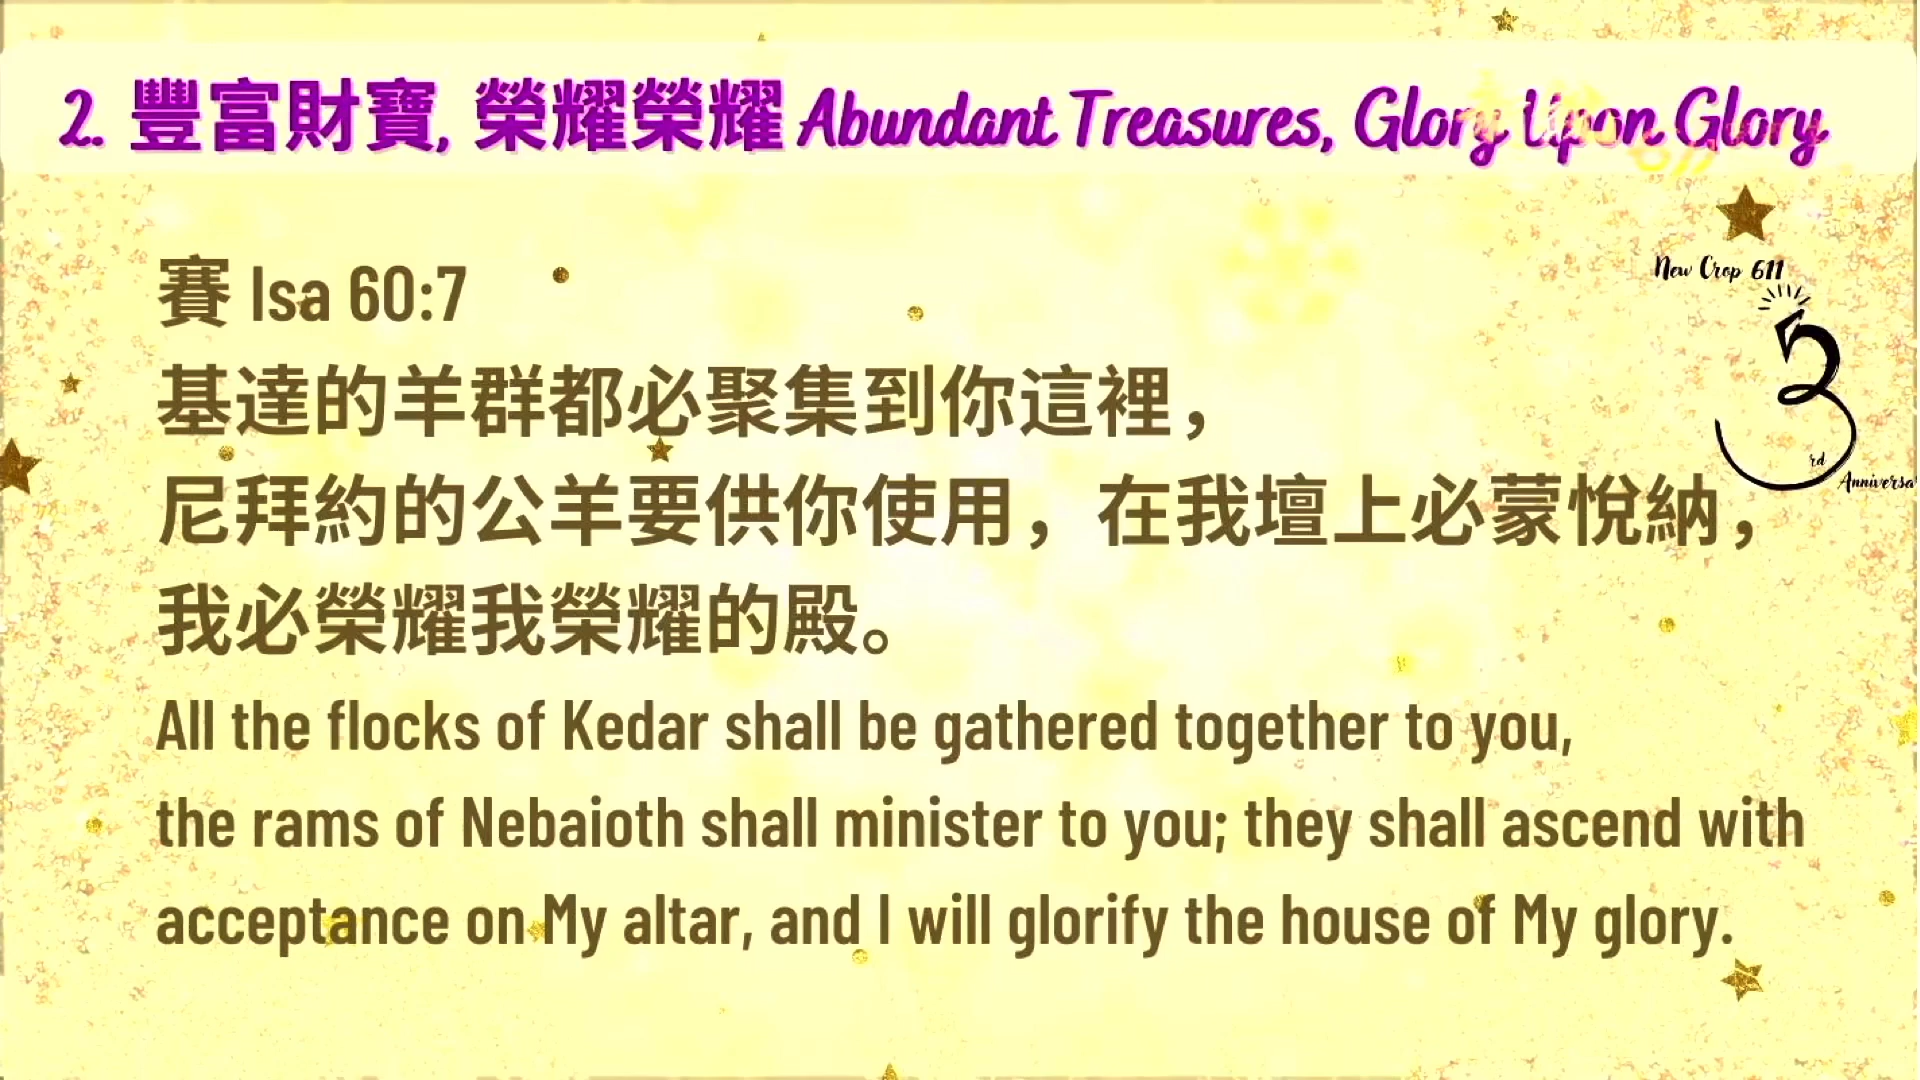 2. 豐富財寶, 榮耀榮耀 Abundant Treasures, Glory Upon Glory
New Crop 611
3rd
賽 Isa 60:7
基達的羊群都必聚集到你這裡，
尼拜約的公羊要供你使用，在我壇上必蒙悅納，
我必榮耀我榮耀的殿。
All the flocks of Kedar shall be gathered together to you,
the rams of Nebaioth shall minister to you; they shall ascend with
acceptance on My altar, and I will glorify the house of My glory.